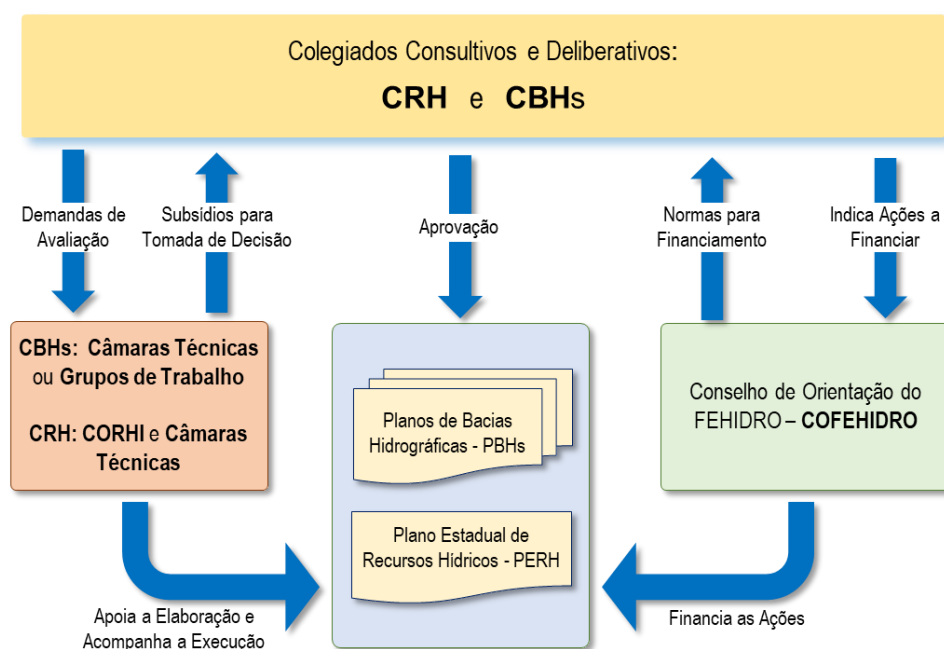 Colegiados Consultivos e Deliberativos:
CRH e CBHs
Demandas de
Avaliação
Subsídios para
Tomada de Decisão
Aprovação
Normas para
Financiamento
Indica Ações a
Financiar
CBHs: Câmaras Técnicas
ou Grupos de Trabalho
CRH: CORHI e Câmaras
Técnicas
Planos de Bacias
Hidrográficas - PBHs
Plano Estadual de
Recursos Hídricos - PERH
Conselho de Orientação do
FEHIDRO – COFEHIDRO
Apoia a Elaboração e
Acompanha a Execução
Financia as Ações